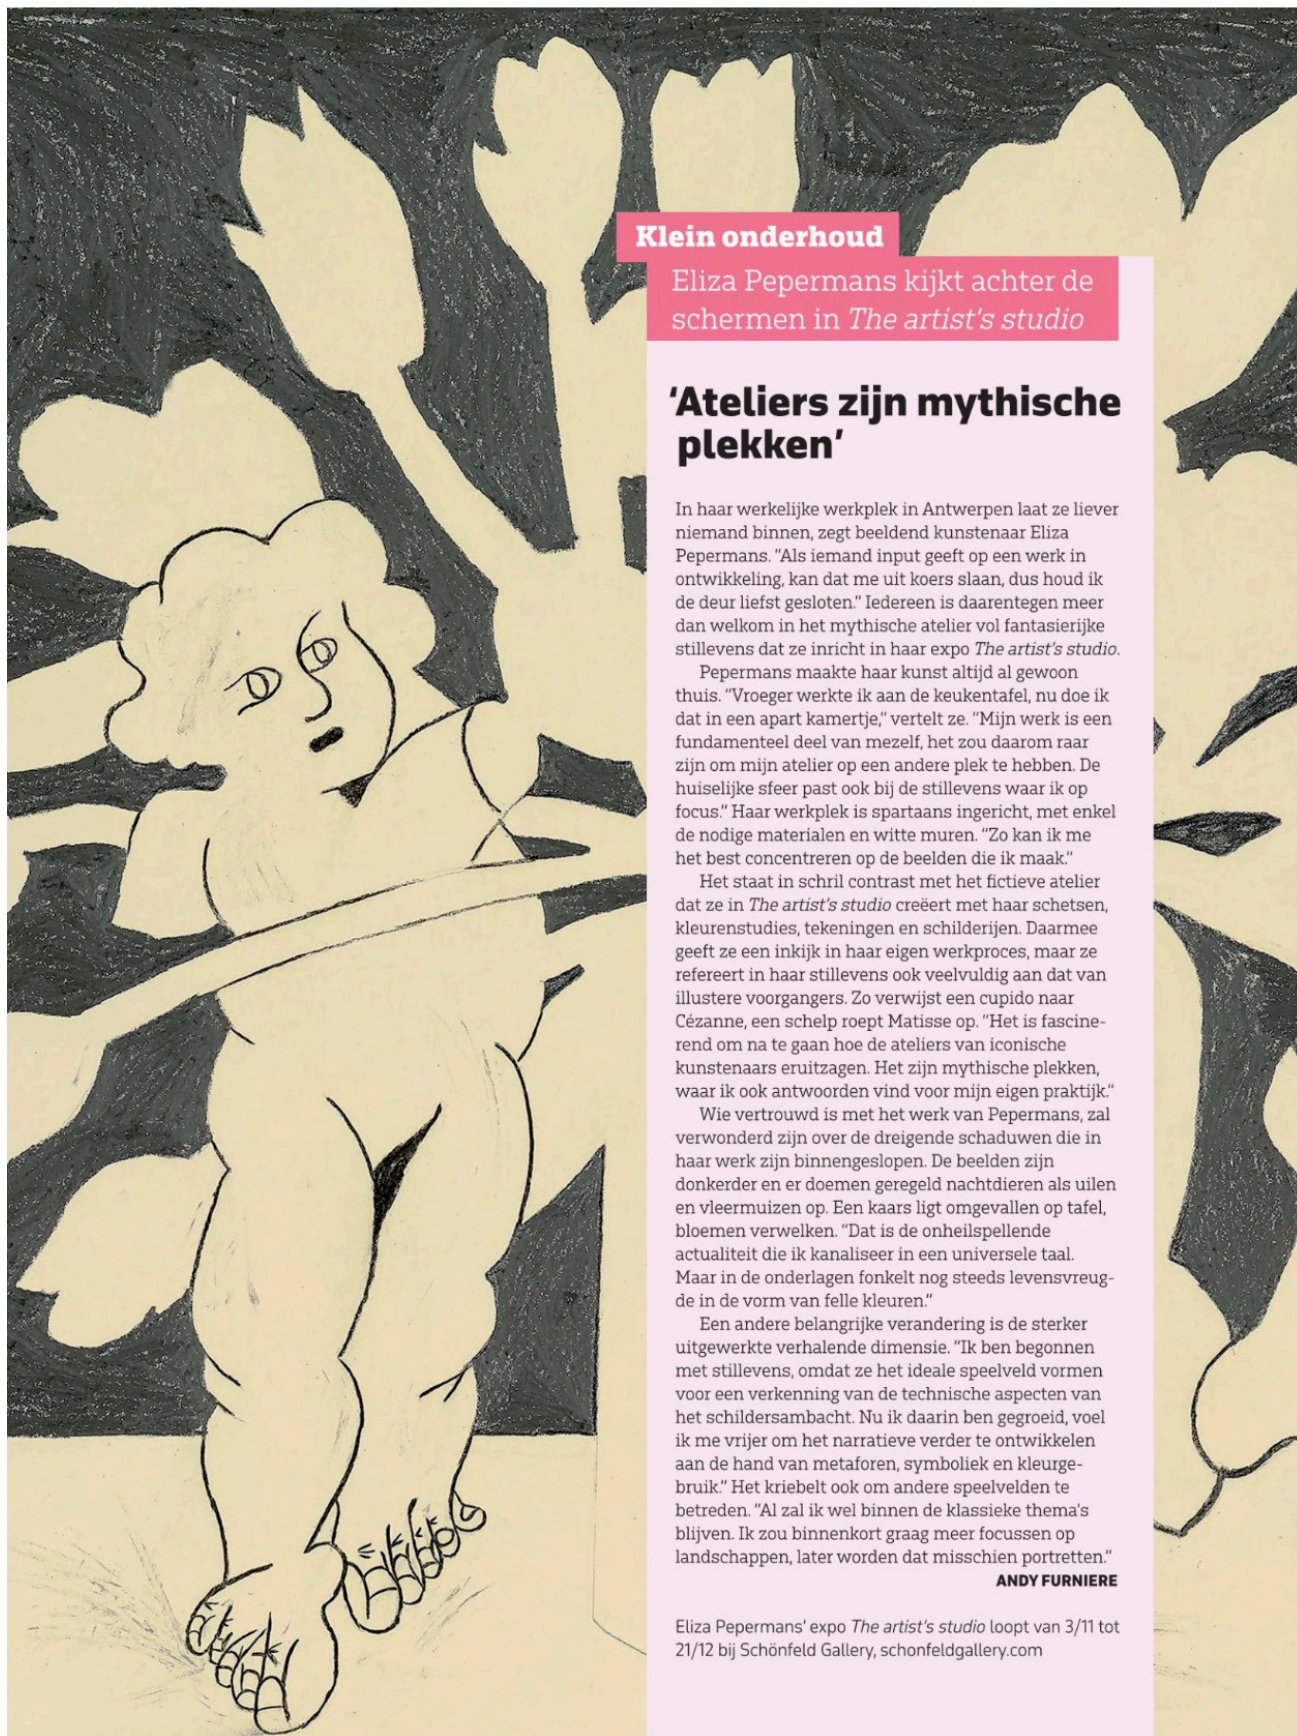 Klein onderhoud
Eliza Pepermans kijkt achter de
schermen in The artist's studio
‘Ateliers zijn mythische
plekken’
In haar werkelijke werkplek in Antwerpen laat ze liever
niemand binnen, zegt beeldend kunstenaar Eliza
Pepermans. “Als iemand input geeft op een werk in
ontwikkeling, kan dat me uit koers slaan, dus houd ik
de deur liefst gesloten.” Iedereen is daarentegen meer
dan welkom in het mythische atelier vol fantasierijke
stillevens dat ze inricht in haar expo The artist's studio.
Pepermans maakte haar kunst altijd al gewoon
thuis. “Vroeger werkte ik aan de keukentafel, nu doe ik
dat in een apart kamertje,” vertelt ze. “Mijn werk is een
fundamenteel deel van mezelf, het zou daarom raar
zijn om mijn atelier op een andere plek te hebben. De
huiselijke sfeer past ook bij de stillevens waar ik op
focus.” Haar werkplek is spartaans ingericht, met enkel
de nodige materialen en witte muren. “Zo kan ik me
het best concentreren op de beelden die ik maak.”
Het staat in schril contrast met het fictieve atelier
dat ze in The artist's studio creëert met haar schetsen,
kleurenstudies, tekeningen en schilderijen. Daarmee
geeft ze een inkijk in haar eigen werkproces, maar ze
refereert in haar stillevens ook veelvuldig aan dat van
illustere voorgangers. Zo verwijst een cupido naar
Cézanne, een schelp roept Matisse op. “Het is fascine-
rend om na te gaan hoe de ateliers van iconische
kunstenaars eruitzagen. Het zijn mythische plekken,
waar ik ook antwoorden vind voor mijn eigen praktijk.”
Wie vertrouwd is met het werk van Pepermans, zal
verwonderd zijn over de dreigende schaduwen die in
haar werk zijn binnengeslopen. De beelden zijn
donkerder en er doemen geregeld nachtdieren als uilen
en vleermuizen op. Een kaars ligt omgevallen op tafel,
bloemen verwelken. “Dat is de onheilspellende
actualiteit die ik kanaliseer in een universele taal.
Maar in de onderlagen fonkelt nog steeds levensvreug-
de in de vorm van felle kleuren.”
Een andere belangrijke verandering is de sterker
uitgewerkte verhalende dimensie. “Ik ben begonnen
met stillevens, omdat ze het ideale speelveld vormen
voor een verkenning van de technische aspecten van
het schildersambacht. Nu ik daarin ben gegroeid, voel
ik me vrijer om het narratieve verder te ontwikkelen
aan de hand van metaforen, symboliek en kleurge-
bruik.” Het kriebelt ook om andere speelvelden te
betreden. “Al zal ik wel binnen de klassieke thema's
blijven. Ik zou binnenkort graag meer focussen op
landschappen, later worden dat misschien portretten.”
ANDY FURNIERE
Eliza Pepermans' expo The artist's studio loopt van 3/11 tot
21/12 bij Schönfeld Gallery, schonfeldgallery.com